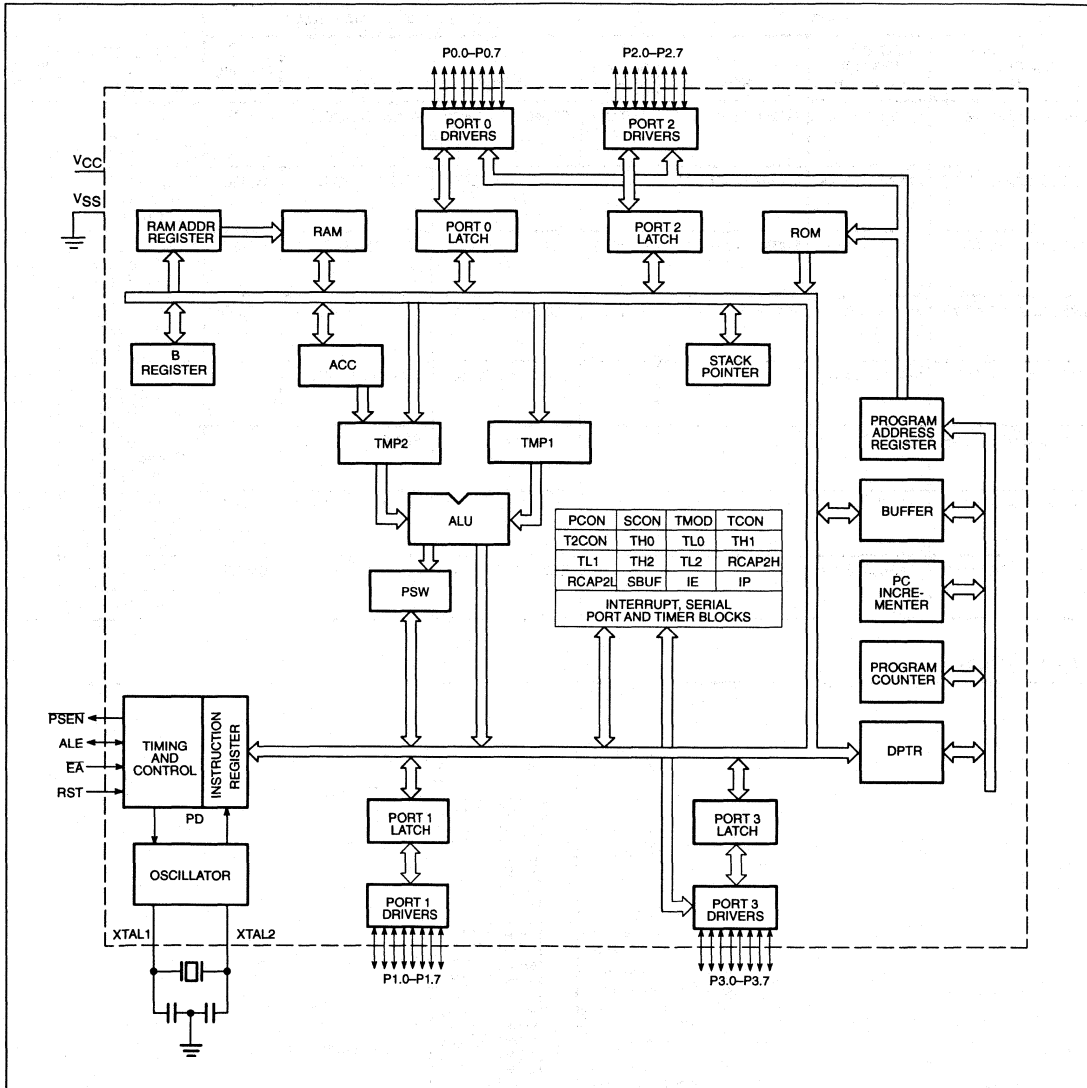 P0.0–P0.7
P2.0–P2.7
PORT 0
DRIVERS
PORT 2
DRIVERS
VCC
VSS
RAM ADDR
REGISTER
RAM
PORT 0
LATCH
PORT 2
LATCH
ROM
B
REGISTER
ACC
STACK
POINTER
TMP2
TMP1
PROGRAM
ADDRESS
REGISTER
ALU
BUFFER
PCON SCON TMOD TCON
T2CON TH0 TL0 TH1
TL1 TH2 TL2 RCAP2H
RCAP2L SBUF IE IP
INTERRUPT, SERIAL
PORT AND TIMER BLOCKS
PSW
PC
INCRE-
MENTER
PROGRAM
COUNTER
DPTR
PSEN
ALE
EA
RST
TIMING
AND
CONTROL
INSTRUCTION
REGISTER
PD
OSCILLATOR
PORT 1
LATCH
PORT 3
LATCH
PORT 1
DRIVERS
PORT 3
DRIVERS
XTAL1
XTAL2
P1.0–P1.7
P3.0–P3.7